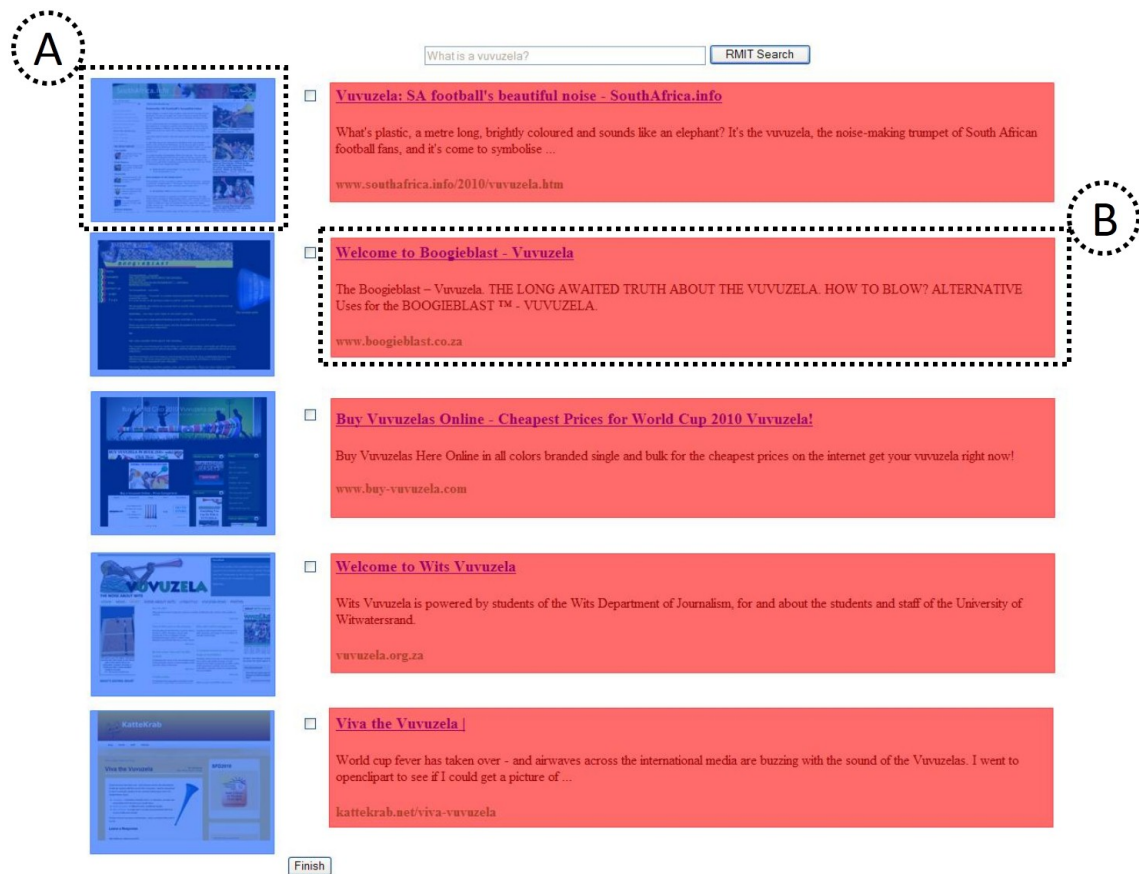 A
What is a vuvuzela?
RMIT Search
Vuvuzela: SA football's beautiful noise - SouthAfrica.info
What's plastic, a metre long, brightly coloured and sounds like an elephant? It's the vuvuzela, the noise-making trumpet of South African
football fans, and it's come to symbolise ...
www.southafrica.info/2010/vuvuzela.htm
B
Welcome to Boogieblast - Vuvuzela
The Boogieblast – Vuvuzela. THE LONG AWAITED TRUTH ABOUT THE VUVUZELA. HOW TO BLOW? ALTERNATIVE
Uses for the BOOGIEBLAST ™ - VUVUZELA.
www.boogieblast.co.za
Buy Vuvuzelas Online - Cheapest Prices for World Cup 2010 Vuvuzela!
Buy Vuvuzelas Here Online in all colors branded single and bulk for the cheapest prices on the internet get your vuvuzela right now!
www.buy-vuvuzela.com
VUVUZELA
Welcome to Wits Vuvuzela
Wits Vuvuzela is powered by students of the Wits Department of Journalism, for and about the students and staff of the University of
Witwatersrand.
vuvuzela.org.za
KatteKrab
Viva the Vuvuzela
Viva the Vuvuzela |
World cup fever has taken over - and airwaves across the international media are buzzing with the sound of the Vuvuzelas. I went to
openclipart to see if I could get a picture of ...
kattekrab.net/viva-vuvuzela
Finish